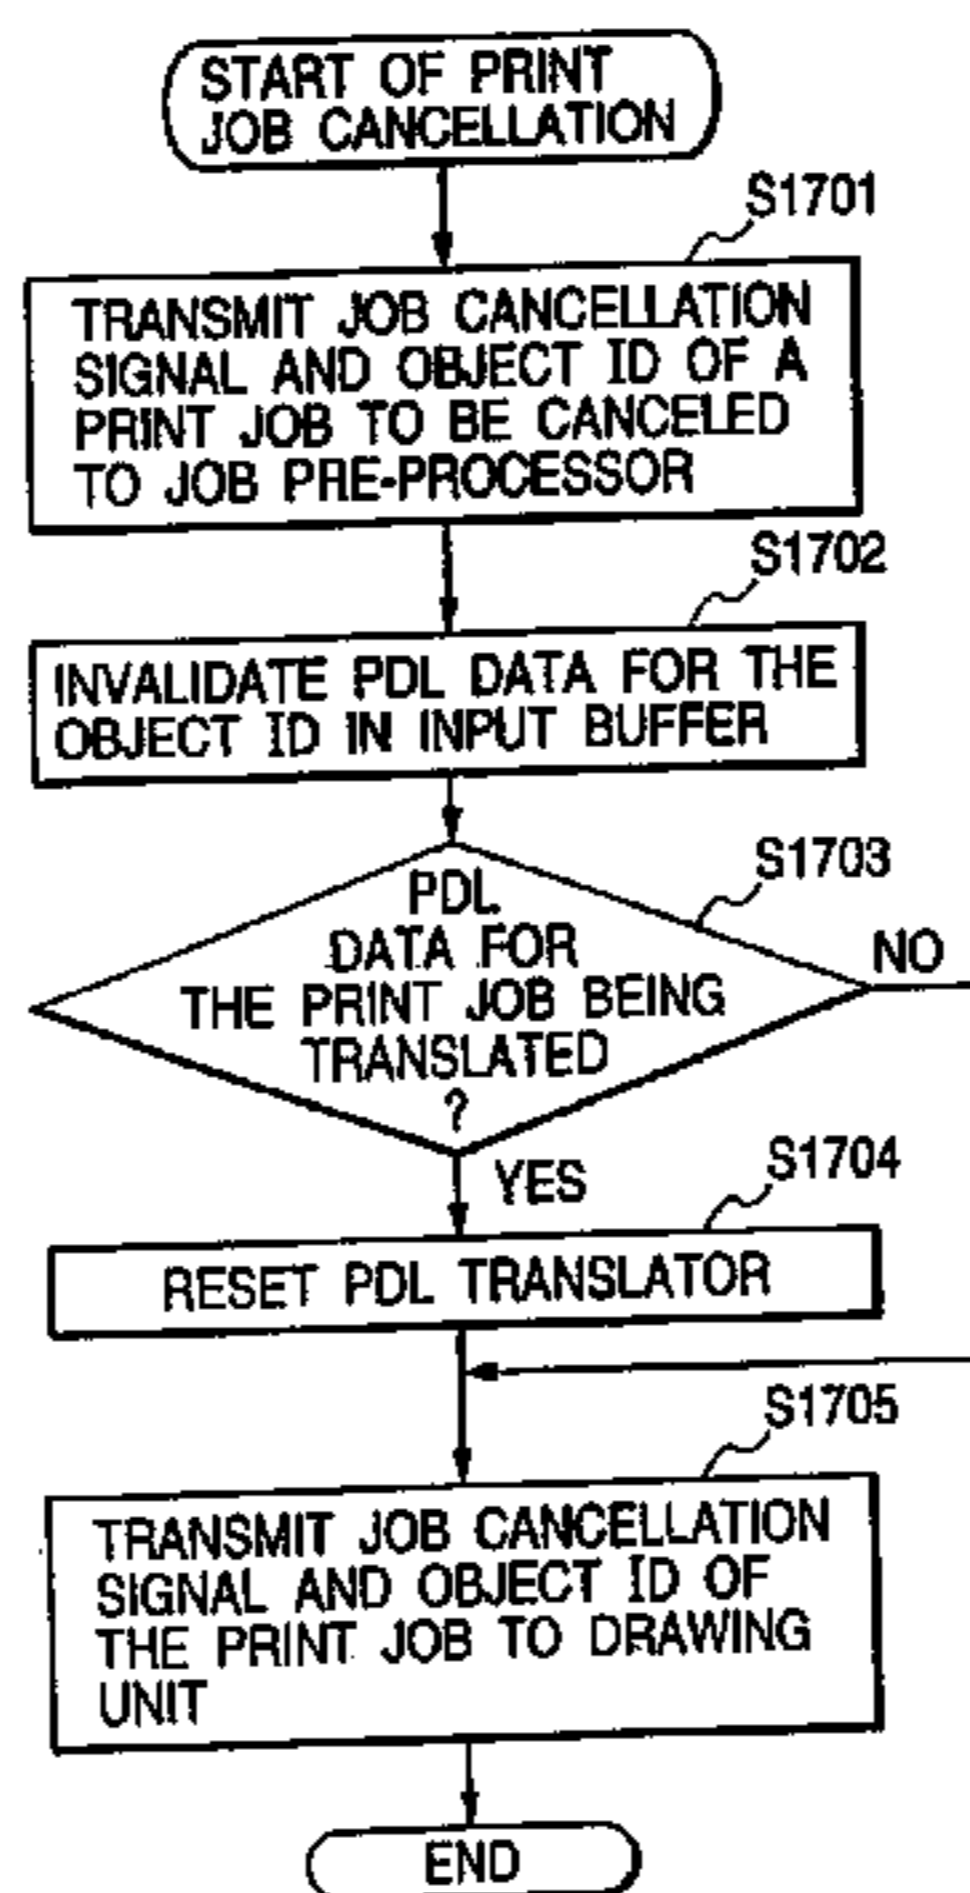 START OF PRINT
JOB CANCELLATION
S1701
TRANSMIT JOB CANCELLATION
SIGNAL AND OBJECT ID OF A
PRINT JOB TO BE CANCELED
TO JOB PRE-PROCESSOR
S1702
INVALIDATE PDL DATA FOR THE
OBJECT ID IN INPUT BUFFER
S1703
PDL
DATA FOR
THE PRINT JOB BEING
TRANSLATED
?
NO
YES
S1704
RESET PDL TRANSLATOR
S1705
TRANSMIT JOB CANCELLATION
SIGNAL AND OBJECT ID OF
THE PRINT JOB TO DRAWING
UNIT
END